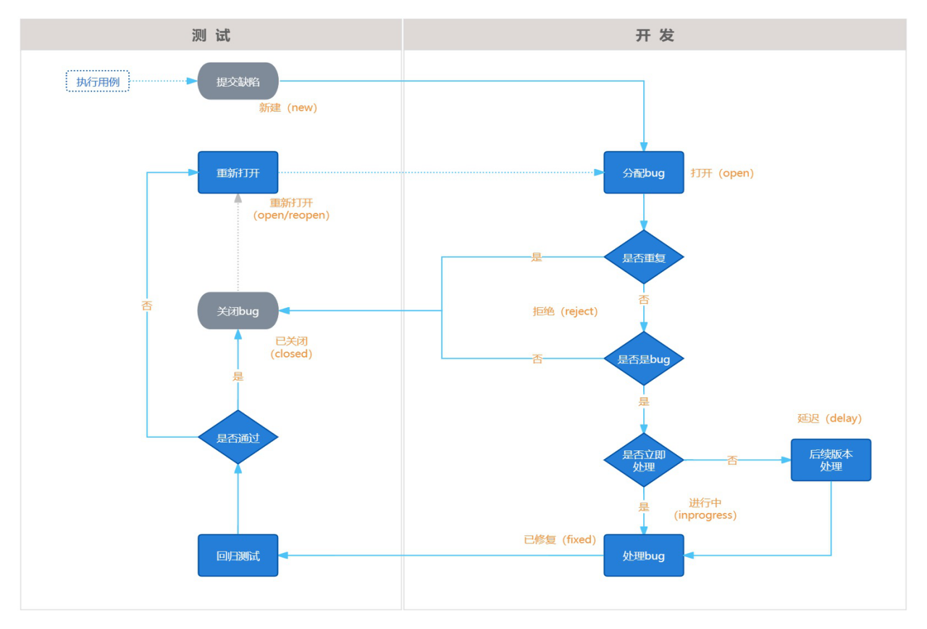 测 试
开 发
执行用例
提交缺陷
新建（new）
重新打开
分配bug
打开（open）
重新打开
（open/reopen）
是否重复
是
否
否
关闭bug
拒绝（reject）
已关闭
（closed）
是否是bug
否
是
是
延迟（delay）
是否通过
是否立即
处理
否
后续版本
处理
是
进行中
（inprogress）
已修复（fixed）
回归测试
处理bug